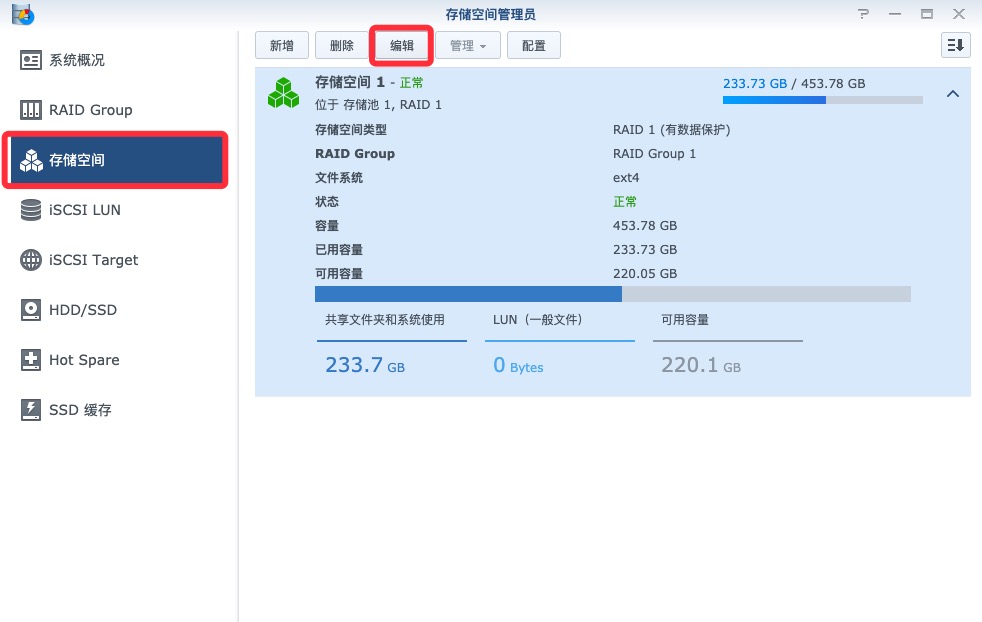 存储空间管理员
系统概况
RAID Group
存储空间
iSCSI LUN
iSCSI Target
HDD/SSD
Hot Spare
SSD 缓存
新增 删除 编辑 管理 配置
存储空间 1 - 正常
233.73 GB / 453.78 GB
位于 存储池 1, RAID 1
存储空间类型 RAID 1 (有数据保护)
RAID Group RAID Group 1
文件系统 ext4
状态 正常
容量 453.78 GB
已用容量 233.73 GB
可用容量 220.05 GB
共享文件夹和系统使用 LUN（一般文件） 可用容量
233.7 GB 0 Bytes 220.1 GB